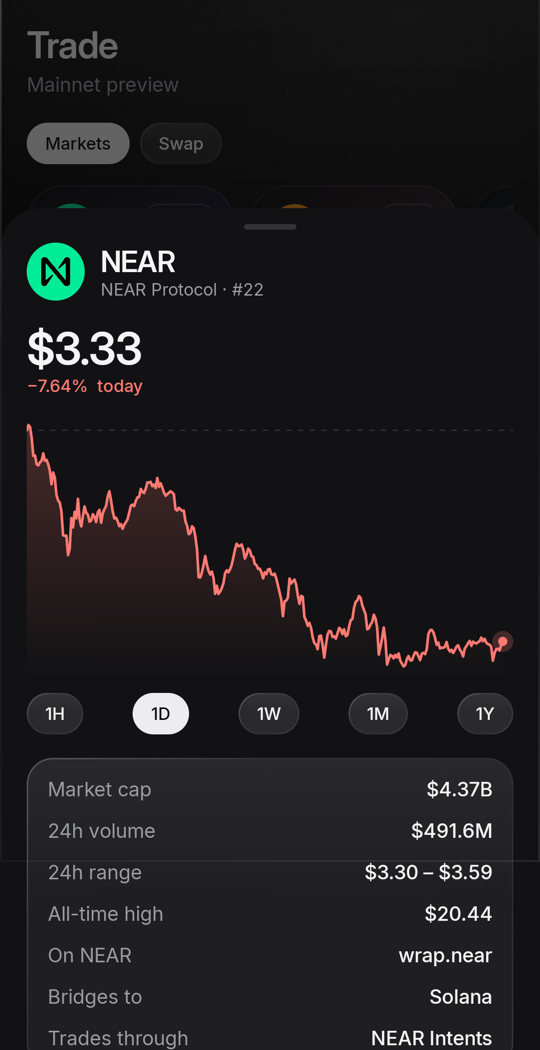 Trade
Mainnet preview
Markets Swap
NEAR
NEAR Protocol · #22
$3.33
−7.64% today
1H 1D 1W 1M 1Y
Market cap $4.37B
24h volume $491.6M
24h range $3.30 – $3.59
All-time high $20.44
On NEAR wrap.near
Bridges to Solana
Trades through NEAR Intents